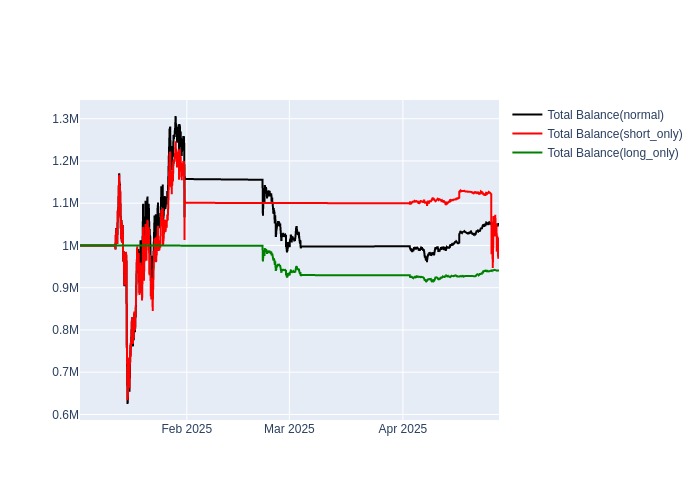 1.3M
1.2M
1.1M
1M
0.9M
0.8M
0.7M
0.6M
Feb 2025
Mar 2025
Apr 2025
Total Balance(normal)
Total Balance(short_only)
Total Balance(long_only)